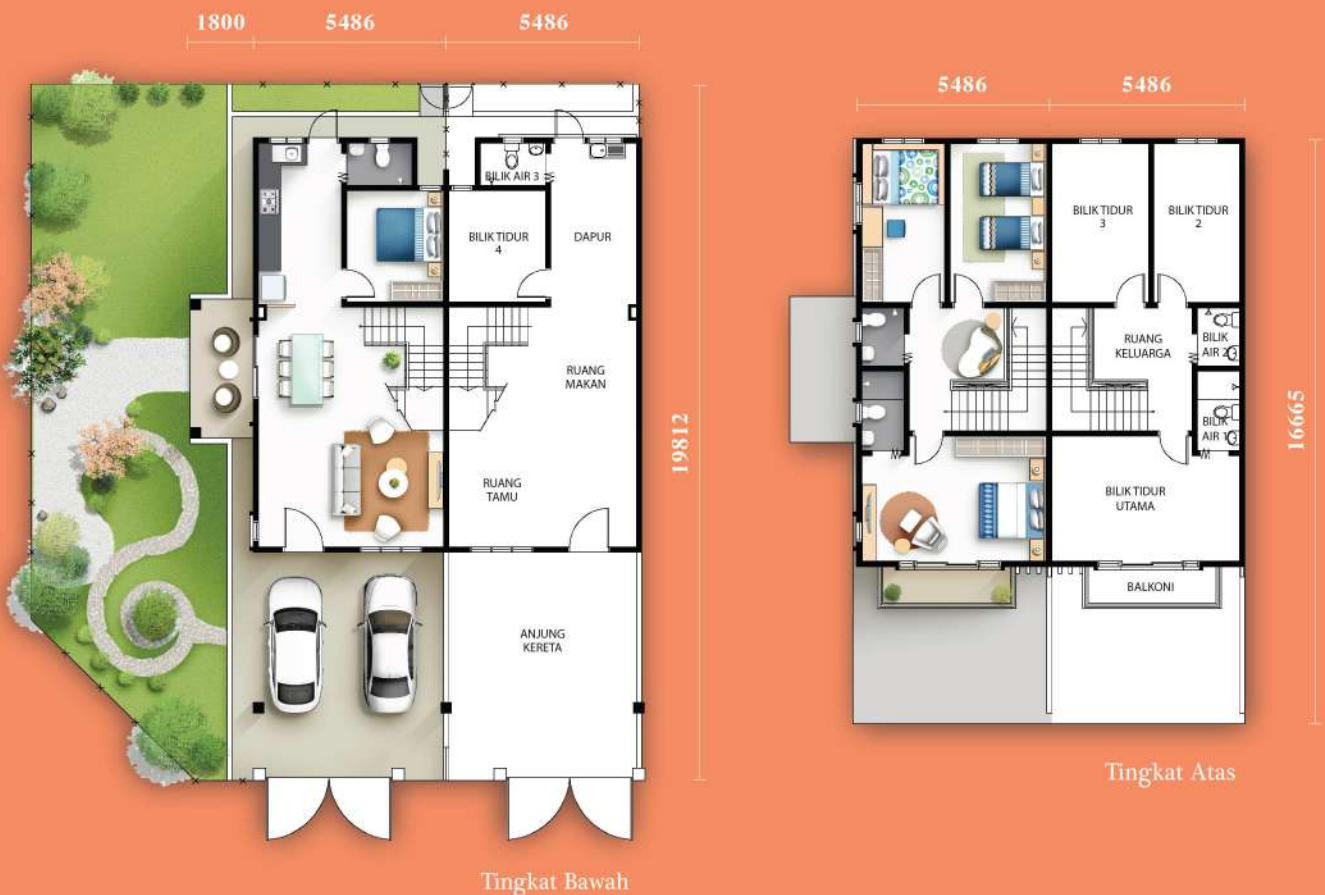 1800 5486 5486
5486 5486
BILIK AIR 3
BILIK TIDUR
4
DAPUR
RUANG
MAKAN
RUANG
TAMU
ANJUNG
KERETA
19812
Tingkat Bawah
BILIK TIDUR
3
BILIK TIDUR
2
RUANG
KELUARGA
BILIK
AIR 2
BILIK
AIR 1
BILIK TIDUR
UTAMA
BALKONI
16665
Tingkat Atas